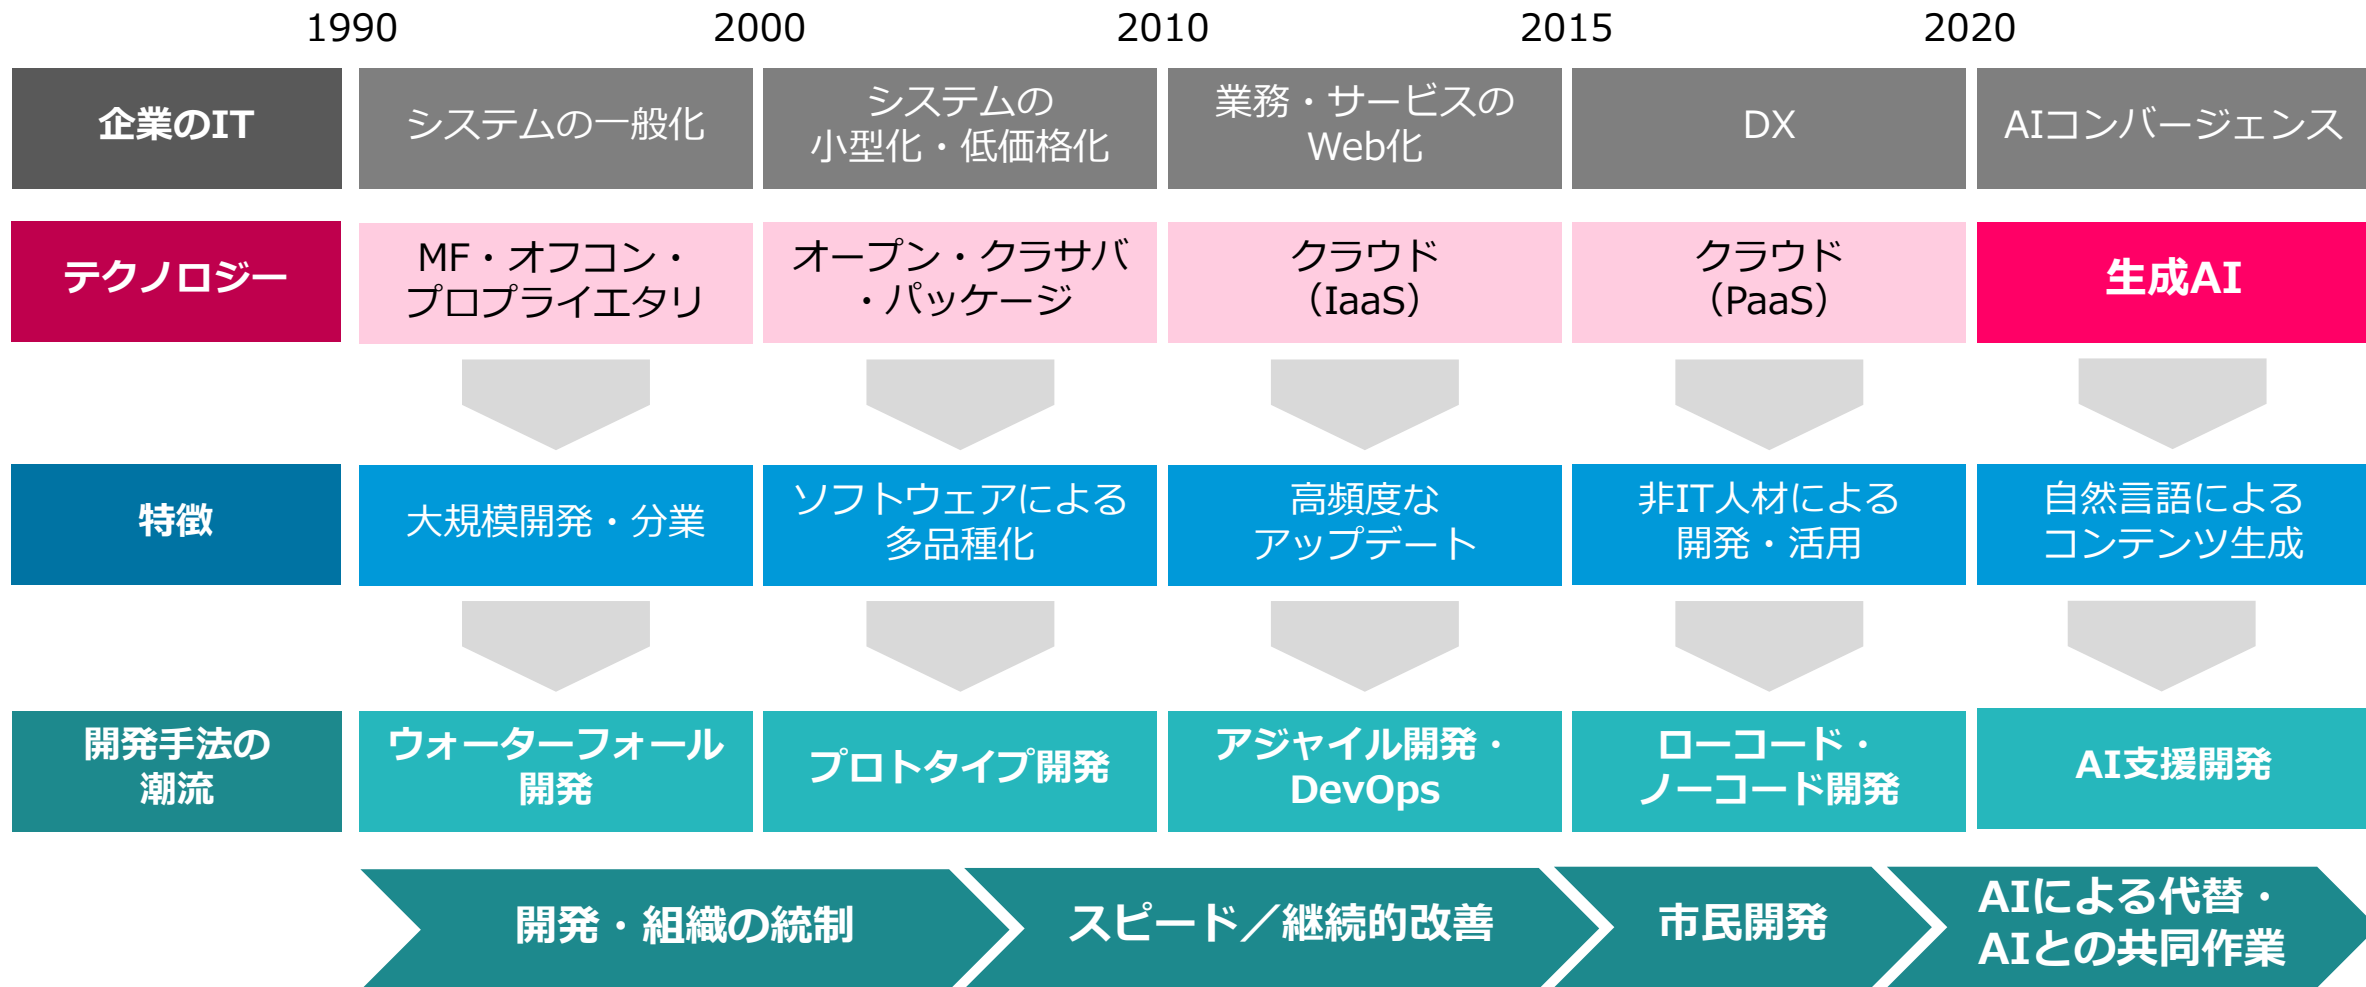 1990
2000
2010
2015
2020
企業のIT
システムの一般化
システムの
小型化・低価格化
業務・サービスの
Web化
DX
AIコンバージェンス
テクノロジー
MF・オフコン・
プロプライエタリ
オープン・クラサバ
・パッケージ
クラウド
（IaaS）
クラウド
（PaaS）
生成AI
特徴
大規模開発・分業
ソフトウェアによる
多品種化
高頻度な
アップデート
非IT人材による
開発・活用
自然言語による
コンテンツ生成
開発手法の
潮流
ウォーターフォール
開発
プロトタイプ開発
アジャイル開発・
DevOps
ローコード・
ノーコード開発
AI支援開発
開発・組織の統制
スピード／継続的改善
市民開発
AIによる代替・
AIとの共同作業